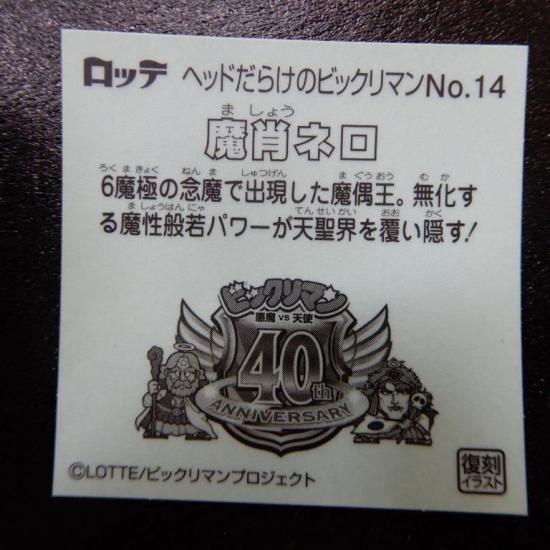 ロッテ ヘッドだらけのビックリマンNo.14
ま しょう
魔肖ネロ
ろく ま きょく ねん ま しゅつげん ま ぐうおう む か
6魔極の念魔で出現した魔偶王。無化す
ま しょうはん にゃ てん せい かい おお かく
る魔性般若パワーが天聖界を覆い隠す!
ビックリマン
悪魔 VS 天使
40th
ANNIVERSARY
©LOTTE/ビックリマンプロジェクト
復刻
イラスト